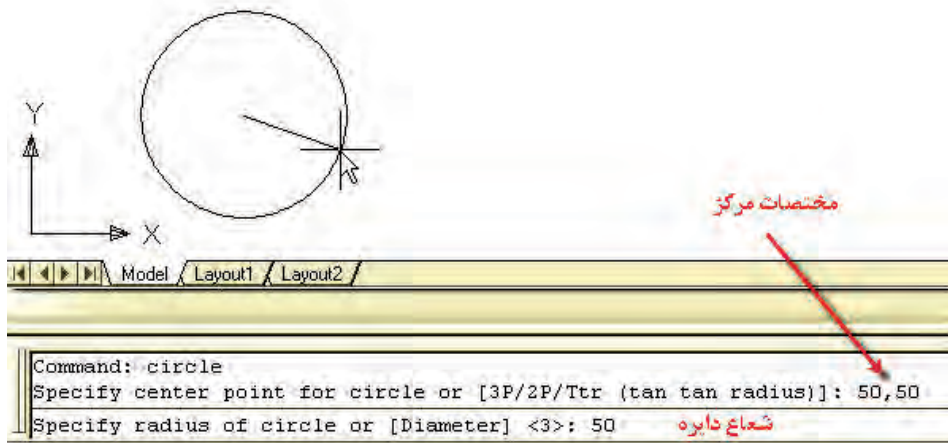 Y
X
مختصات مرکز
Model Layout1 Layout2
Command: circle
Specify center point for circle or [3P/2P/Ttr (tan tan radius)]: 50,50
Specify radius of circle or [Diameter] <3>: 50 شعاع دایره